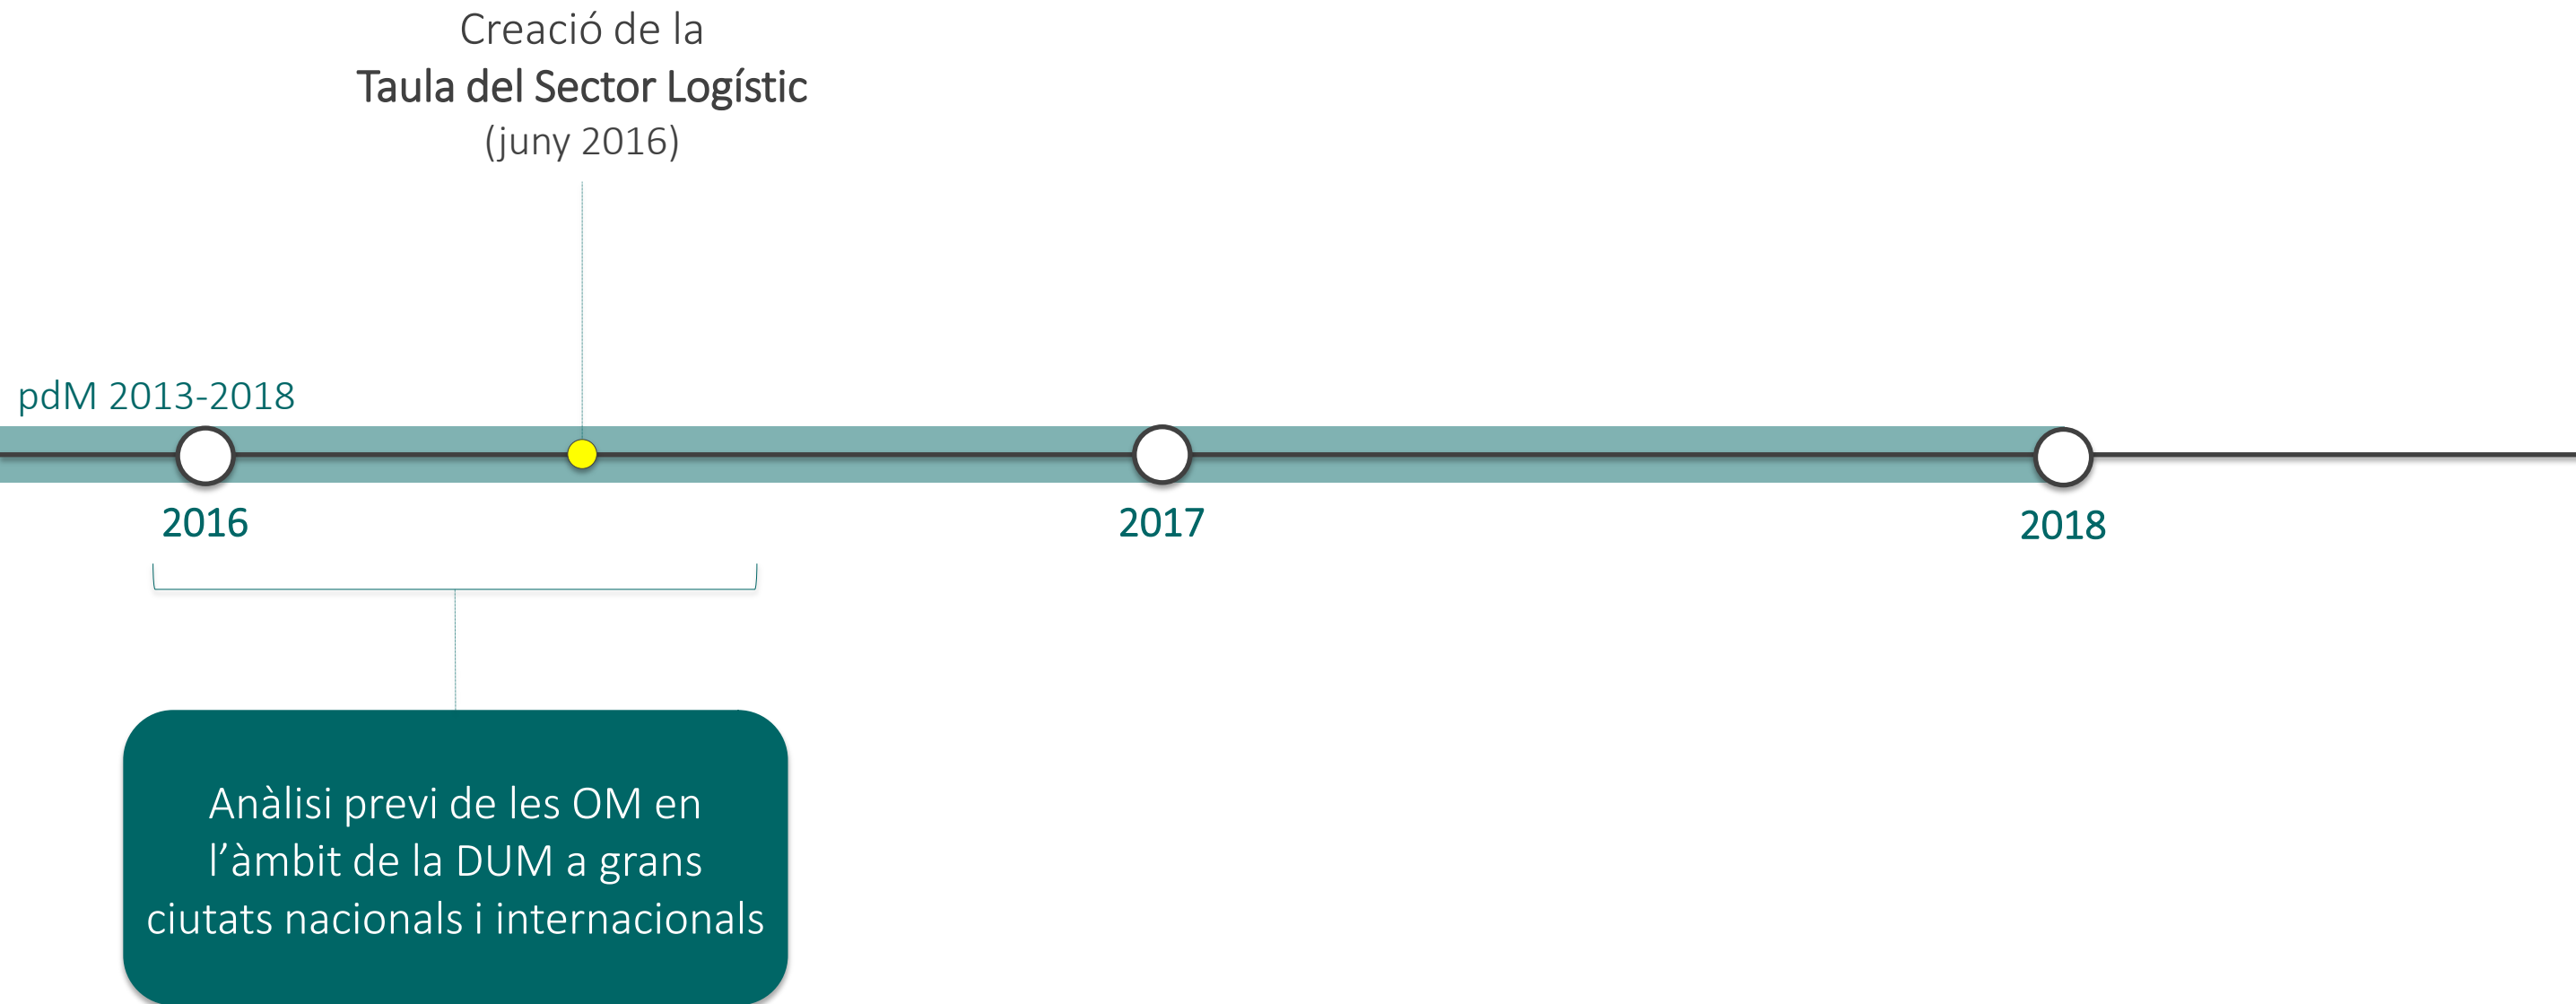 Creació de la
Taula del Sector Logístic
(juny 2016)
pdM 2013-2018
2016
2017
2018
Anàlisi previ de les OM en
l’àmbit de la DUM a grans
ciutats nacionals i internacionals